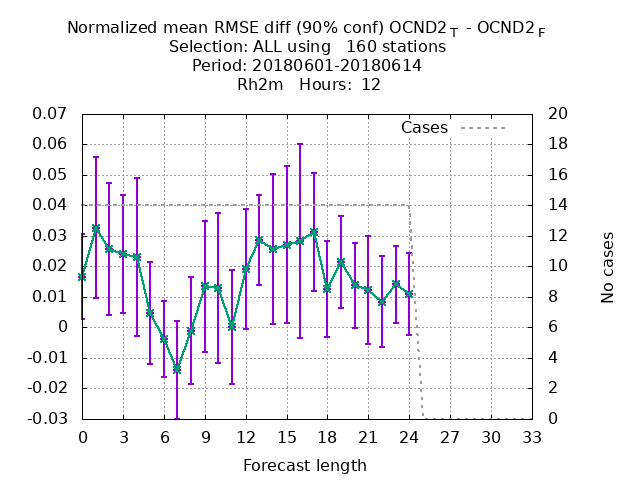 Normalized mean RMSE diff (90% conf) OCND2 T - OCND2 F
Selection: ALL using 160 stations
Period: 20180601-20180614
Rh2m Hours: 12
Cases
0.07
0.06
0.05
0.04
0.03
0.02
0.01
0
-0.01
-0.02
-0.03
20
18
16
14
12
10
8
6
4
2
0
No cases
0 3 6 9 12 15 18 21 24 27 30 33
Forecast length